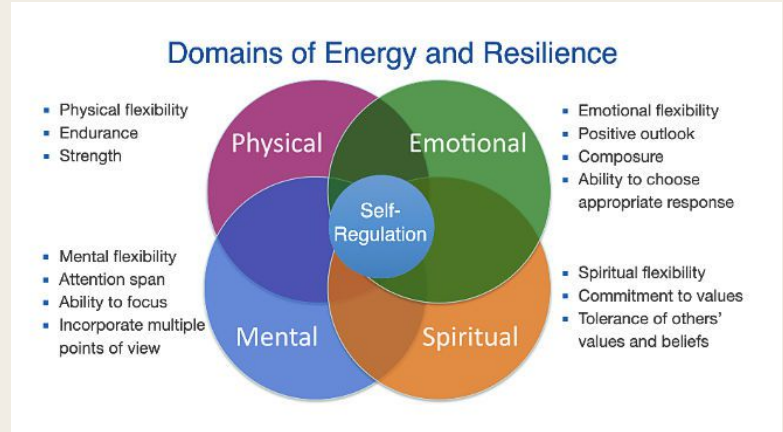 Domains of Energy and Resilience
▪ Physical flexibility
▪ Endurance
▪ Strength
Physical
Emotional
▪ Emotional flexibility
▪ Positive outlook
▪ Composure
▪ Ability to choose
appropriate response
Self-
Regulation
▪ Mental flexibility
▪ Attention span
▪ Ability to focus
▪ Incorporate multiple
points of view
Mental
Spiritual
▪ Spiritual flexibility
▪ Commitment to values
▪ Tolerance of others’
values and beliefs